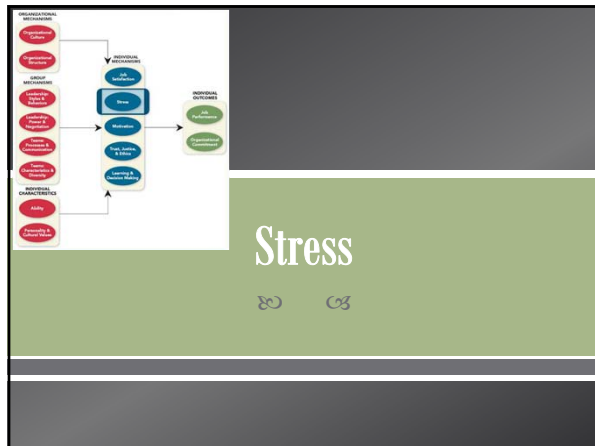 ORGANIZATIONAL
MECHANISMS
Organizational
Culture
Organizational
Structure
GROUP
MECHANISMS
Leadership:
Styles &
Behaviors
Leadership:
Power &
Negotiation
Teams:
Processes &
Communication
Teams:
Characteristics &
Diversity
INDIVIDUAL
CHARACTERISTICS
Ability
Personality &
Cultural Values
INDIVIDUAL
MECHANISMS
Job
Satisfaction
Stress
Motivation
Trust, Justice,
& Ethics
Learning &
Decision Making
INDIVIDUAL
OUTCOMES
Job
Performance
Organizational
Commitment
Stress